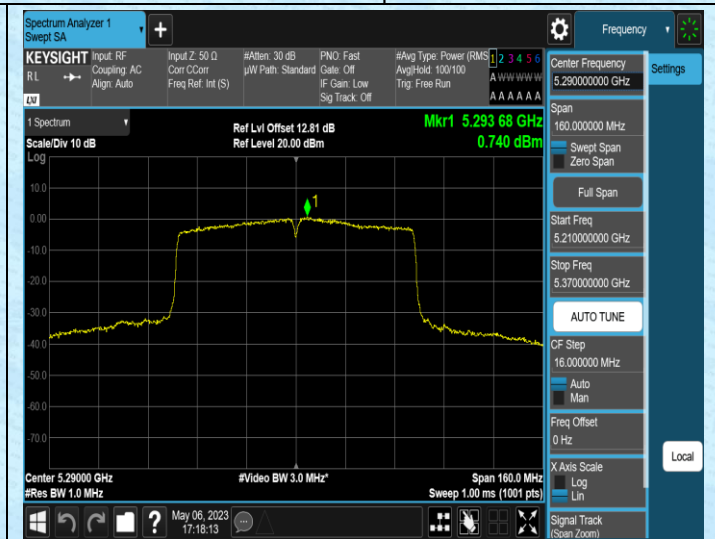 Spectrum Analyzer 1
Swept SA
+
Frequency
KEYSIGHT
R L
LXI
Input: RF
Coupling: AC
Align: Auto
Input Z: 50 Ω
Corr CCorr
Freq Ref: Int (S)
#Atten: 30 dB
µW Path: Standard
PNO: Fast
Gate: Off
IF Gain: Low
Sig Track: Off
#Avg Type: Power (RMS
Avg|Hold: 100/100
Trig: Free Run
1 2 3 4 5 6
A W W W W W
A A A A A A
1 Spectrum
Scale/Div 10 dB
Log
Ref Lvl Offset 12.81 dB
Ref Level 20.00 dBm
Mkr1 5.293 68 GHz
0.740 dBm
10.0
0.00
-10.0
-20.0
-30.0
-40.0
-50.0
-60.0
-70.0
1
Center 5.29000 GHz
#Res BW 1.0 MHz
#Video BW 3.0 MHz*
Span 160.0 MHz
Sweep 1.00 ms (1001 pts)
?
May 06, 2023
17:18:13
Center Frequency
5.290000000 GHz
Span
160.000000 MHz
Swept Span
Zero Span
Full Span
Start Freq
5.210000000 GHz
Stop Freq
5.370000000 GHz
AUTO TUNE
CF Step
16.000000 MHz
Auto
Man
Freq Offset
0 Hz
X Axis Scale
Log
Lin
Signal Track
(Span Zoom)
Settings
Local